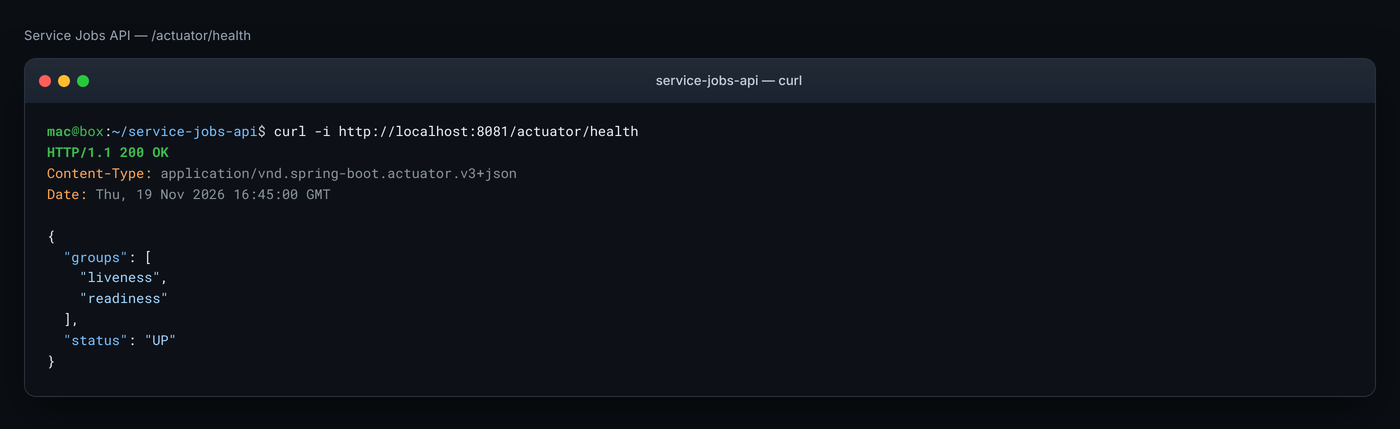 Service Jobs API — /actuator/health
service-jobs-api — curl
mac@box:~/service-jobs-api$ curl -i http://localhost:8081/actuator/health
HTTP/1.1 200 OK
Content-Type: application/vnd.spring-boot.actuator.v3+json
Date: Thu, 19 Nov 2026 16:45:00 GMT

{
  "groups": [
    "liveness",
    "readiness"
  ],
  "status": "UP"
}